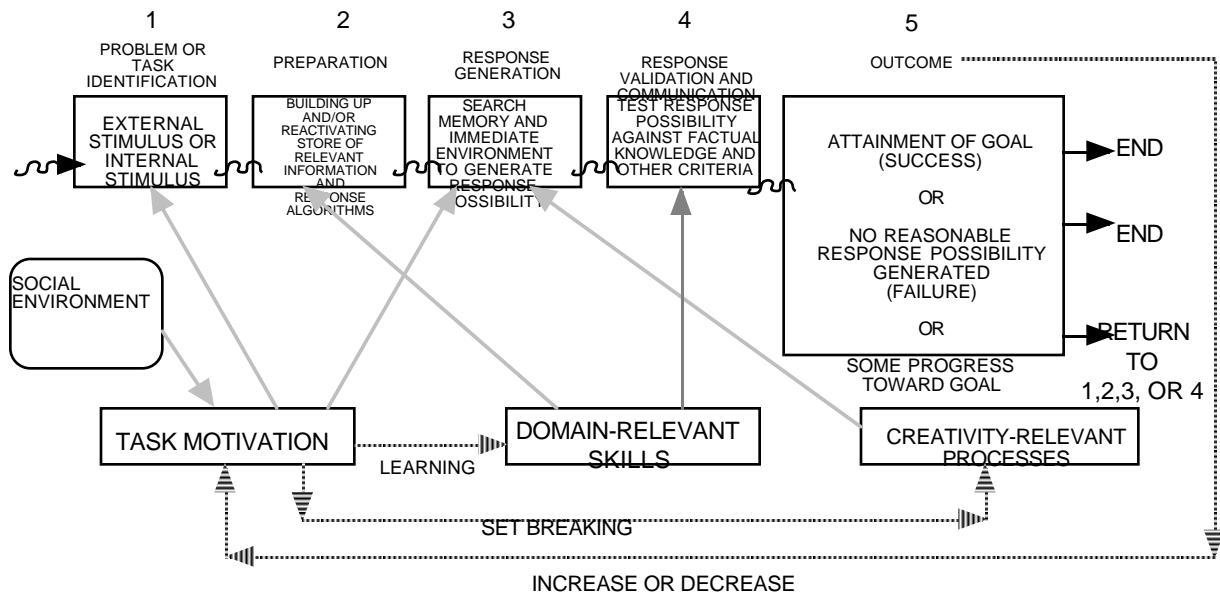 1
PROBLEM OR
TASK
IDENTIFICATION
EXTERNAL
STIMULUS OR
INTERNAL
STIMULUS
2
PREPARATION
BUILDING UP
AND/OR
REACTIVATING
STORE OF
RELEVANT
INFORMATION
AND
RESPONSE
ALGORITHMS
3
RESPONSE
GENERATION
SEARCH
MEMORY AND
IMMEDIATE
ENVIRONMENT
TO GENERATE
RESPONSE
POSSIBILITY
4
RESPONSE
VALIDATION AND
COMMUNICATION
TEST RESPONSE
POSSIBILITY
AGAINST FACTUAL
KNOWLEDGE AND
OTHER CRITERIA
5
OUTCOME
ATTAINMENT OF GOAL
(SUCCESS)
OR
NO REASONABLE
RESPONSE POSSIBILITY
GENERATED
(FAILURE)
OR
SOME PROGRESS
TOWARD GOAL
END
END
RETURN
TO
1,2,3, OR 4
SOCIAL
ENVIRONMENT
TASK MOTIVATION
LEARNING
DOMAIN-RELEVANT
SKILLS
CREATIVITY-RELEVANT
PROCESSES
SET BREAKING
INCREASE OR DECREASE